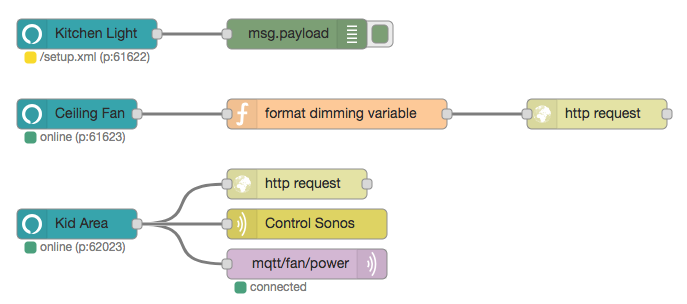 Kitchen Light
msg.payload
/setup.xml (p:61622)
Ceiling Fan
format dimming variable
http request
online (p:61623)
http request
Kid Area
Control Sonos
online (p:62023)
mqtt/fan/power
connected